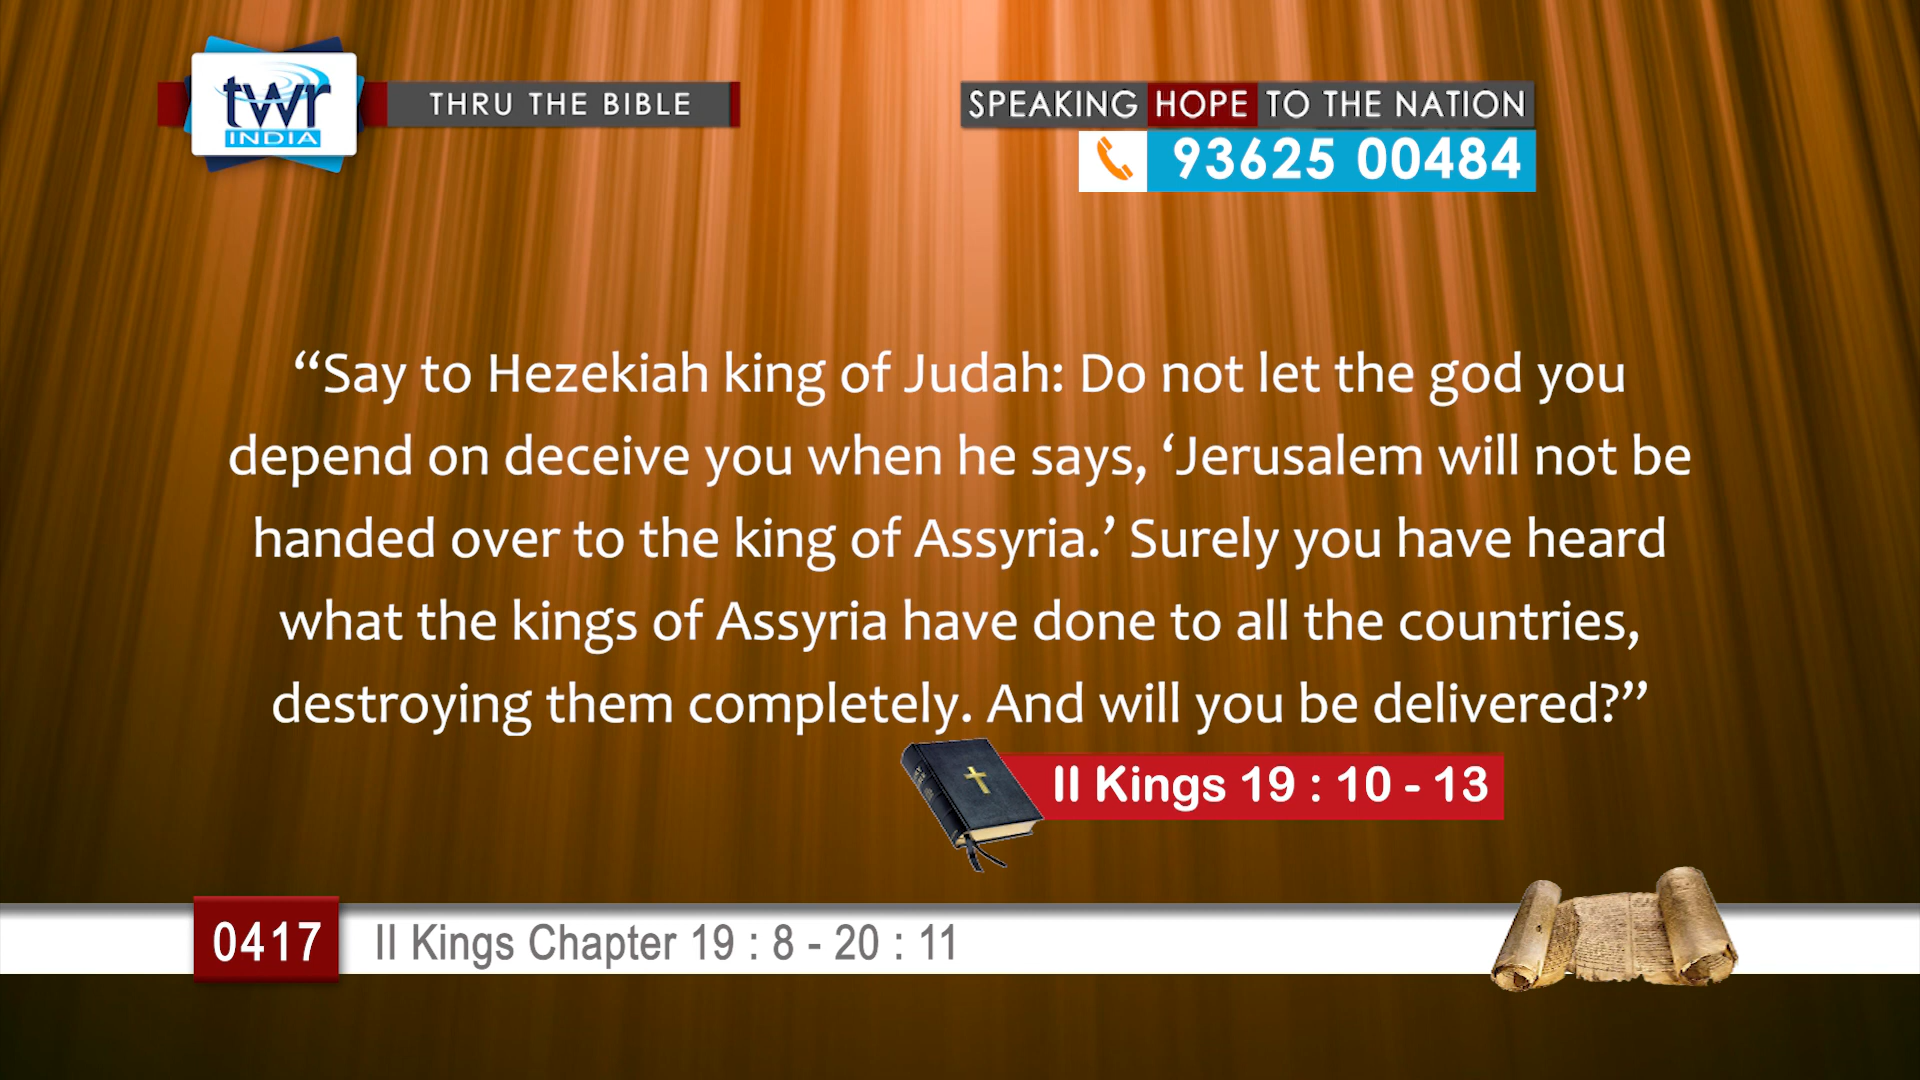 twr
INDIA
THRU THE BIBLE
SPEAKING HOPE TO THE NATION
93625 00484
“Say to Hezekiah king of Judah: Do not let the god you
depend on deceive you when he says, ‘Jerusalem will not be
handed over to the king of Assyria.’ Surely you have heard
what the kings of Assyria have done to all the countries,
destroying them completely. And will you be delivered?”
II Kings 19 : 10 - 13
0417
II Kings Chapter 19 : 8 - 20 : 11